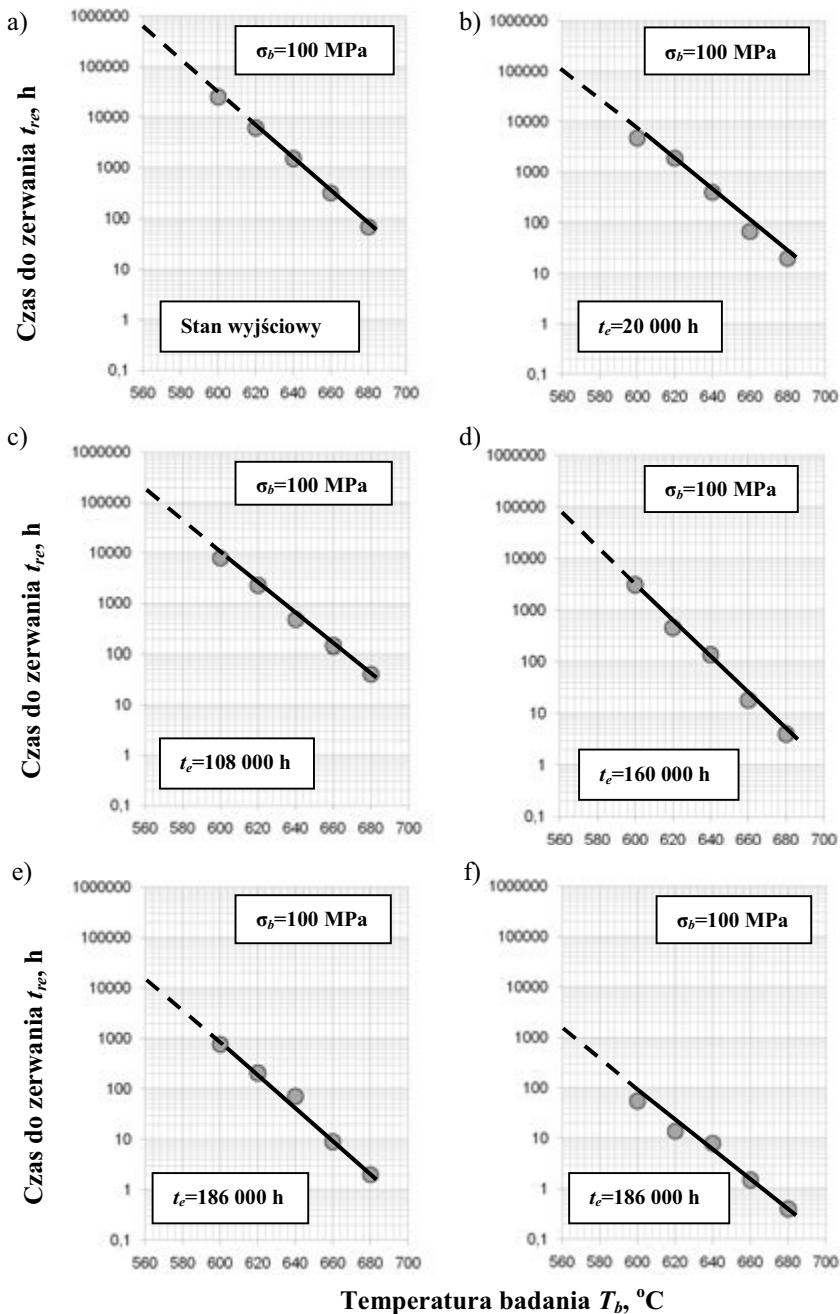 a)
σb=100 MPa
1000000
100000
10000
1000
100
10
1
0,1
Stan wyjściowy
560 580 600 620 640 660 680 700
Czas do zerwania tre, h
b)
σb=100 MPa
1000000
100000
10000
1000
100
10
1
0,1
te=20 000 h
560 580 600 620 640 660 680 700
c)
σb=100 MPa
1000000
100000
10000
1000
100
10
1
0,1
te=108 000 h
560 580 600 620 640 660 680 700
Czas do zerwania tre, h
d)
σb=100 MPa
1000000
100000
10000
1000
100
10
1
0,1
te=160 000 h
560 580 600 620 640 660 680 700
e)
σb=100 MPa
1000000
100000
10000
1000
100
10
1
0,1
te=186 000 h
560 580 600 620 640 660 680 700
Czas do zerwania tre, h
f)
σb=100 MPa
1000000
100000
10000
1000
100
10
1
0,1
te=186 000 h
560 580 600 620 640 660 680 700
Temperatura badania Tb, °C